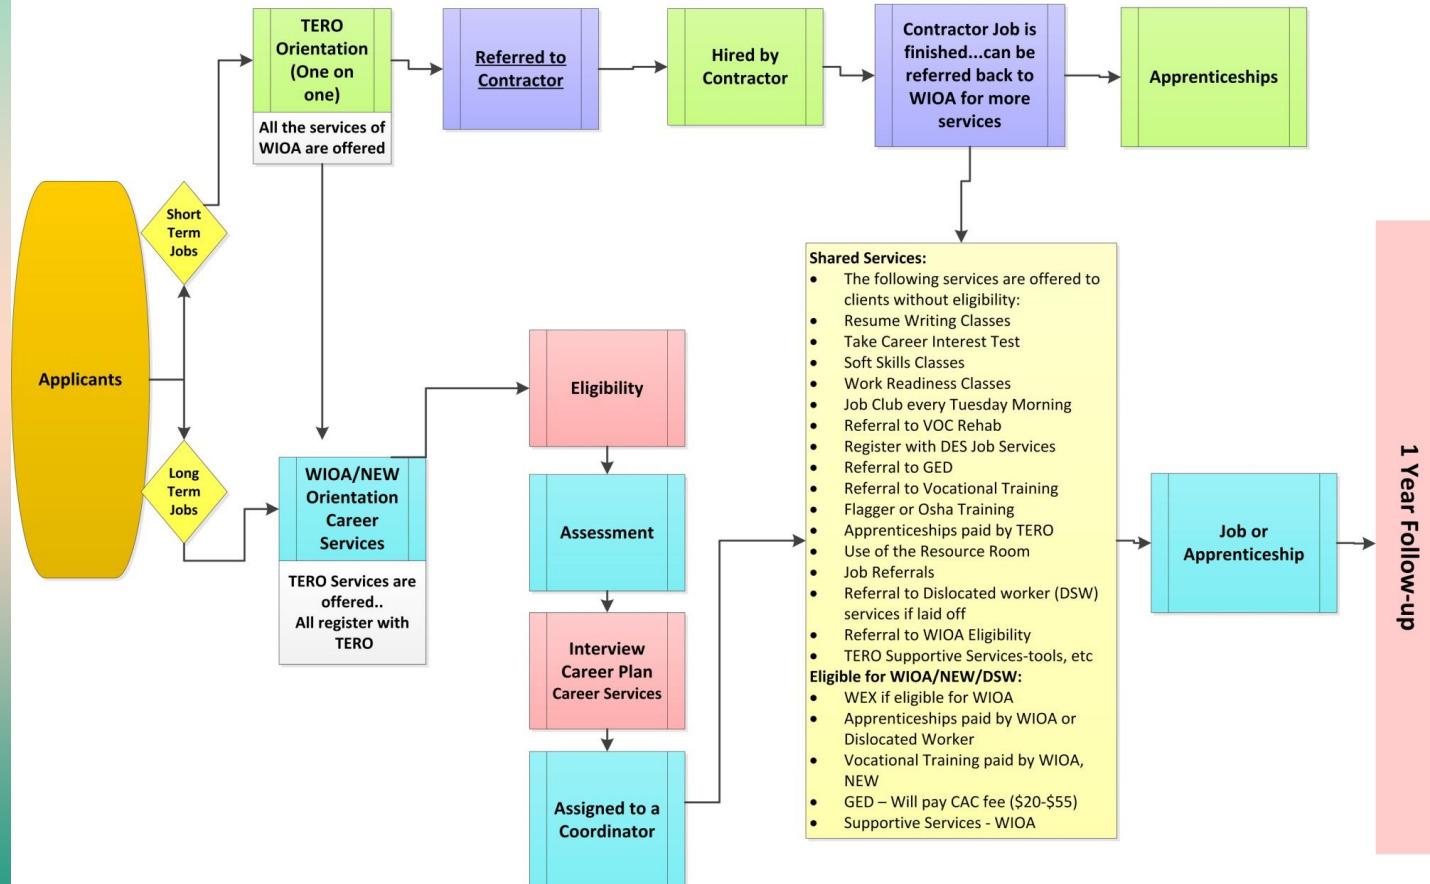 TERO
Orientation
(One on
one)
All the services of
WIOA are offered
Referred to
Contractor
Hired by
Contractor
Contractor Job is
finished...can be
referred back to
WIOA for more
services
Apprenticeships
Applicants
Short
Term
Jobs
Long
Term
Jobs
WIOA/NEW
Orientation
Career
Services
TERO Services are
offered..
All register with
TERO
Eligibility
Assessment
Interview
Career Plan
Career Services
Assigned to a
Coordinator
Shared Services:
• The following services are offered to
clients without eligibility:
• Resume Writing Classes
• Take Career Interest Test
• Soft Skills Classes
• Work Readiness Classes
• Job Club every Tuesday Morning
• Referral to VOC Rehab
• Register with DES Job Services
• Referral to GED
• Referral to Vocational Training
• Flagger or Osha Training
• Apprenticeships paid by TERO
• Use of the Resource Room
• Job Referrals
• Referral to Dislocated worker (DSW)
services if laid off
• Referral to WIOA Eligibility
• TERO Supportive Services-tools, etc
Eligible for WIOA/NEW/DSW:
• WEX if eligible for WIOA
• Apprenticeships paid by WIOA or
Dislocated Worker
• Vocational Training paid by WIOA,
NEW
• GED – Will pay CAC fee ($20-$55)
• Supportive Services - WIOA
Job or
Apprenticeship
1 Year Follow-up